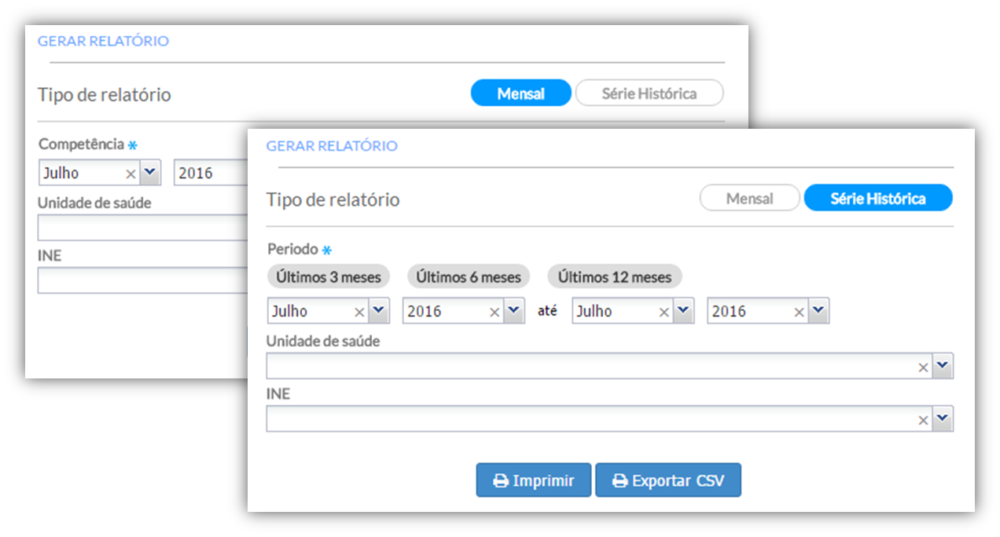 GERAR RELATÓRIO
Tipo de relatório Mensal Série Histórica
Competência *
Julho 2016
Unidade de saúde
INE
GERAR RELATÓRIO
Tipo de relatório Mensal Série Histórica
Periodo *
Últimos 3 meses Últimos 6 meses Últimos 12 meses
Julho 2016 até Julho 2016
Unidade de saúde
INE
Imprimir Exportar CSV